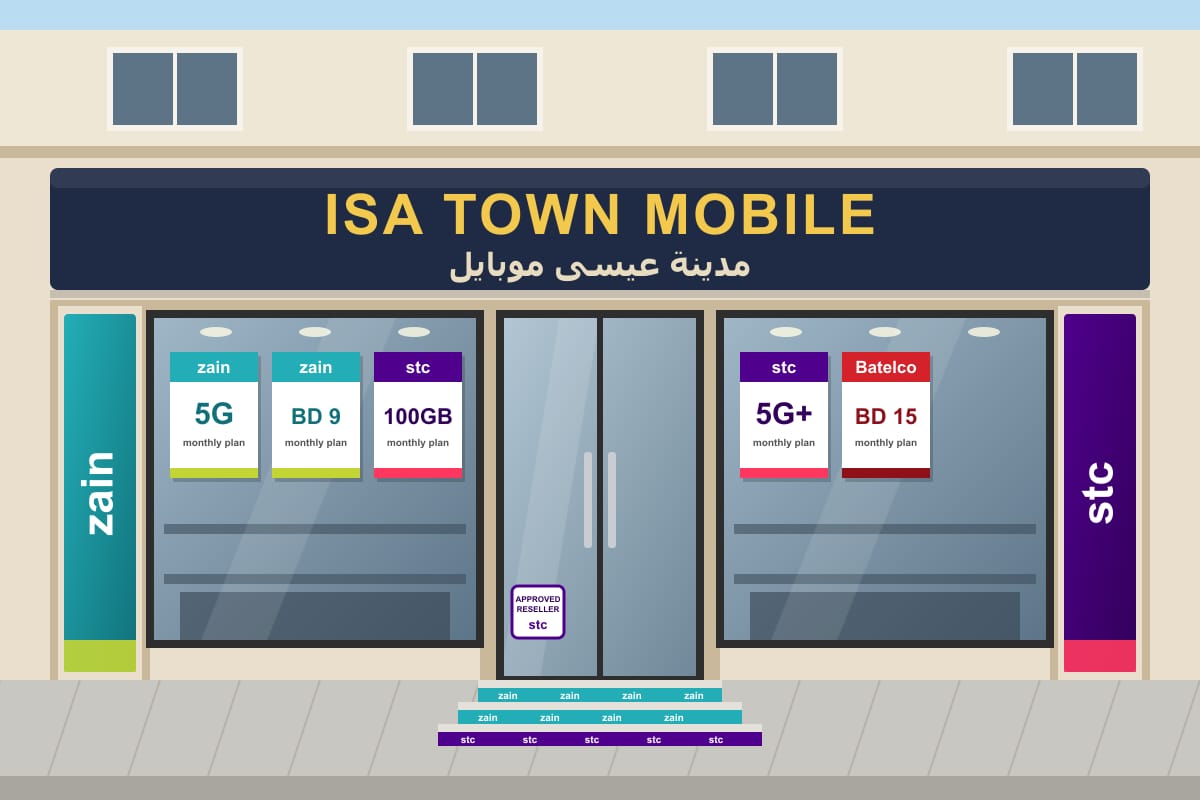 ISA TOWN MOBILE
مدينة عيسى موبايل
zain
zain
5G
monthly plan
zain
BD 9
monthly plan
stc
100GB
monthly plan
APPROVED
RESELLER
stc
stc
5G+
monthly plan
Batelco
BD 15
monthly plan
stc
zain zain zain zain
zain zain zain zain
stc stc stc stc stc